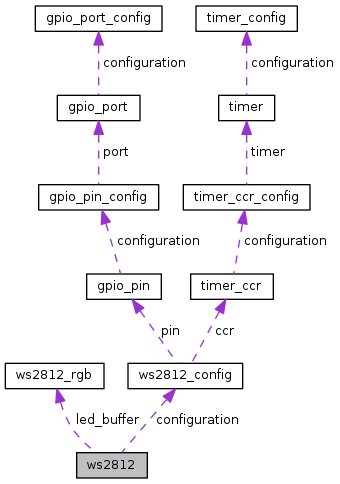 gpio_port_config
timer_config
configuration
configuration
gpio_port
timer
port
timer
gpio_pin_config
timer_ccr_config
configuration
configuration
gpio_pin
timer_ccr
pin
ccr
ws2812_rgb
ws2812_config
led_buffer
configuration
ws2812